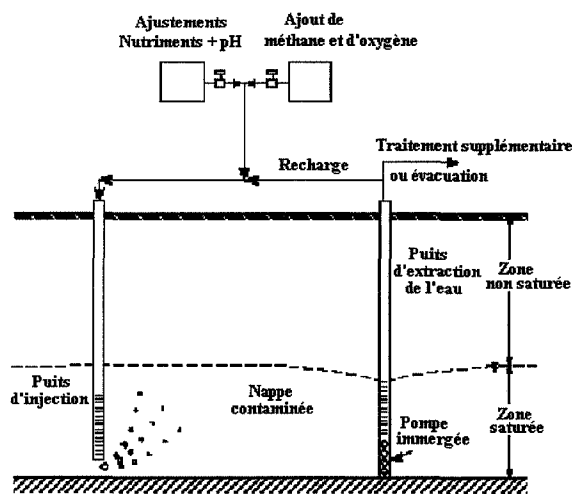 Ajustements
Nutriments + pH
Ajout de
méthane et d'oxygène
Recharge
Traitement supplémentaire
ou évacuation
Puits
d'extraction
de l'eau
Zone
non saturée
Puits
d'injection
Nappe
contaminée
Pompe
immergée
Zone
saturée